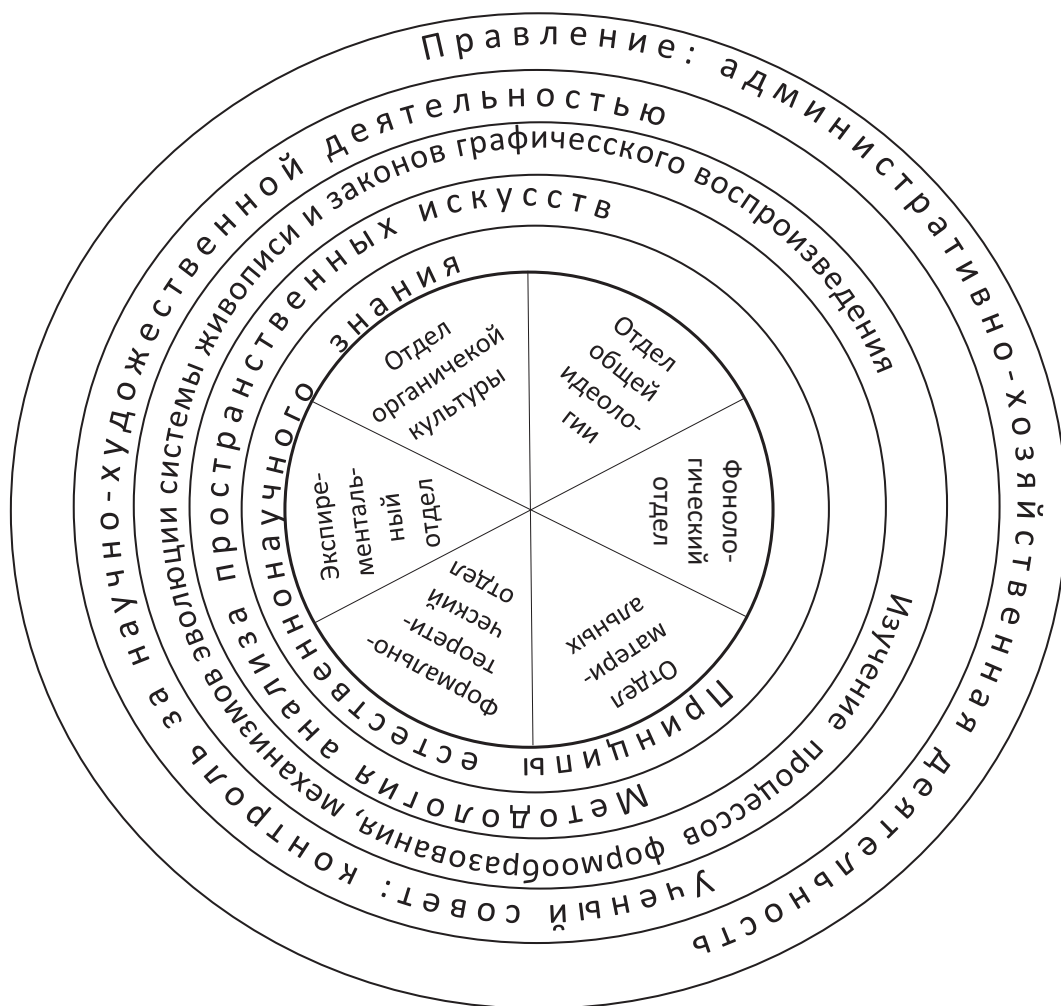 Правление: административно-хозяйственная деятельность
Ученый совет: контроль за научно-художественной деятельностью
Изучение процессов формообразования, механизмов эволюции системы живописи и законов графичесского воспроизведения
Методология анализа пространственных искусств
Принципы естественнонаучного знания
Отдел
органичекой
культуры
Отдел
общей
идеоло-
гии
Фоноло-
гический
отдел
Отдел
матери-
альных
Формально-
теорети-
ческий
отдел
Экспире-
менталь-
ный
отдел